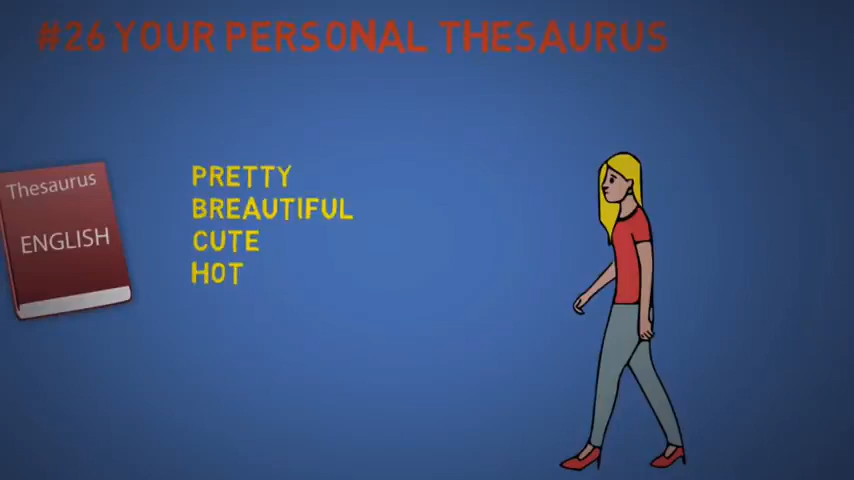 #26 YOUR PERSONAL THESAURUS
Thesaurus
ENGLISH
PRETTY
BREAUTIFUL
CUTE
HOT